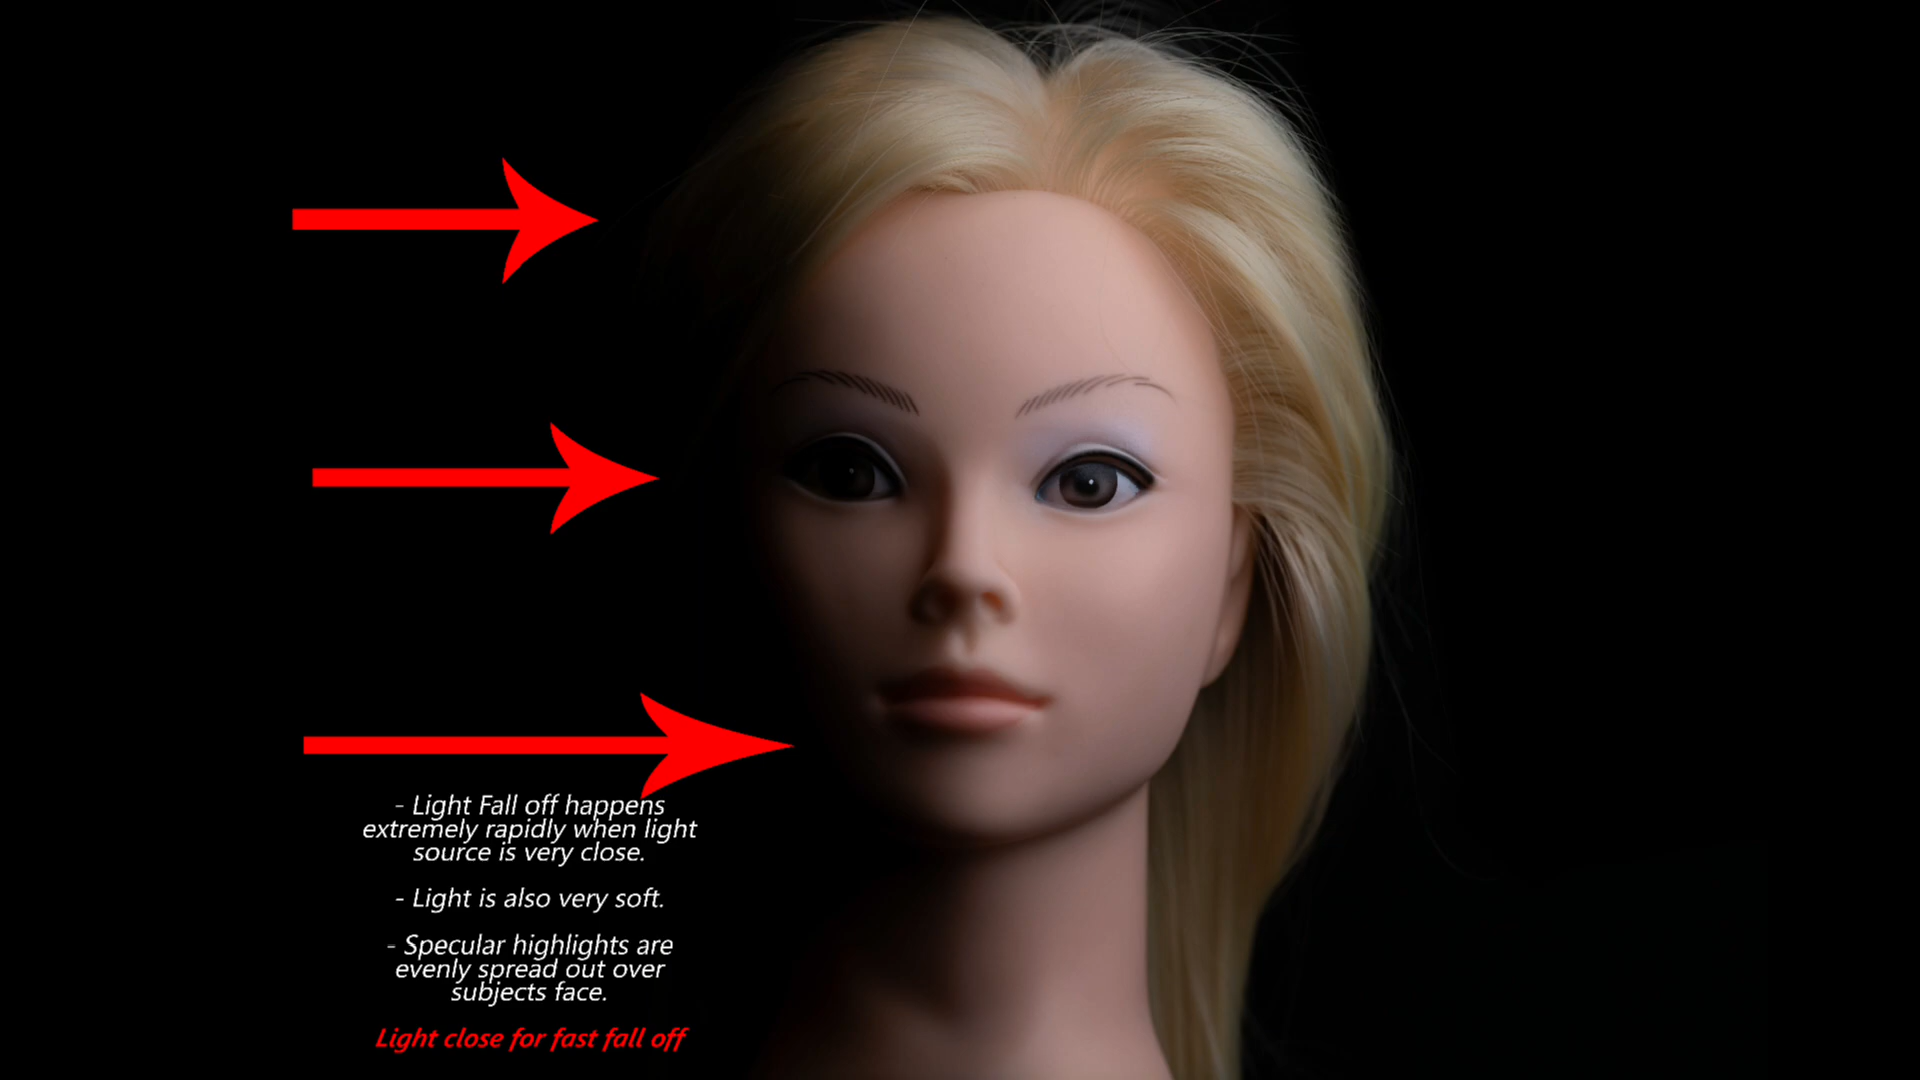 - Light Fall off happens
extremely rapidly when light
source is very close.
- Light is also very soft.
- Specular highlights are
evenly spread out over
subjects face.
Light close for fast fall off